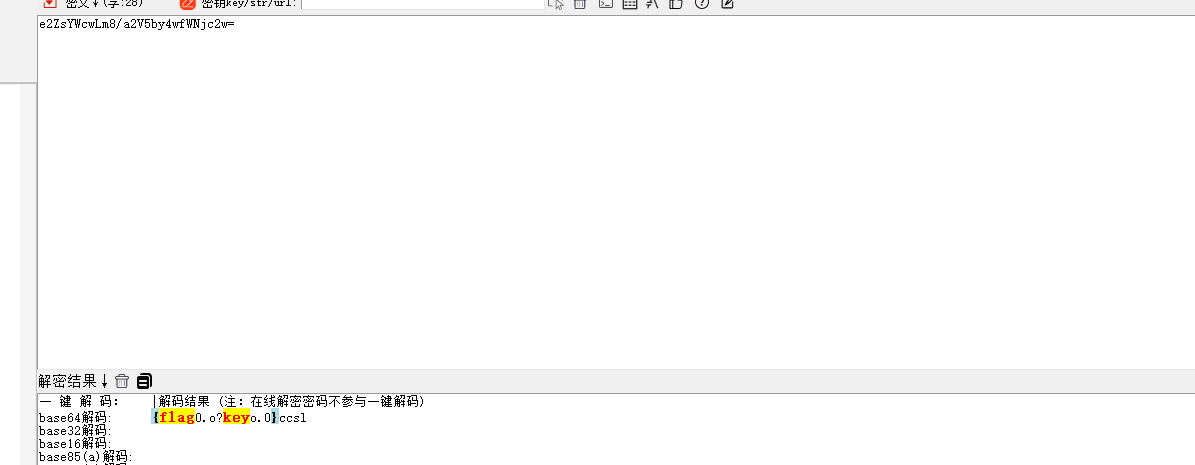 密文↓(字:28) 密钥key/str/url:
e2ZsYWcwLm8/a2V5by4wfWNjc2w=
解密结果↓
一 键 解 码： |解码结果 (注：在线解密密码不参与一键解码)
base64解码: {flag0.o?keyo.0}ccsl
base32解码:
base16解码:
base85(a)解码: